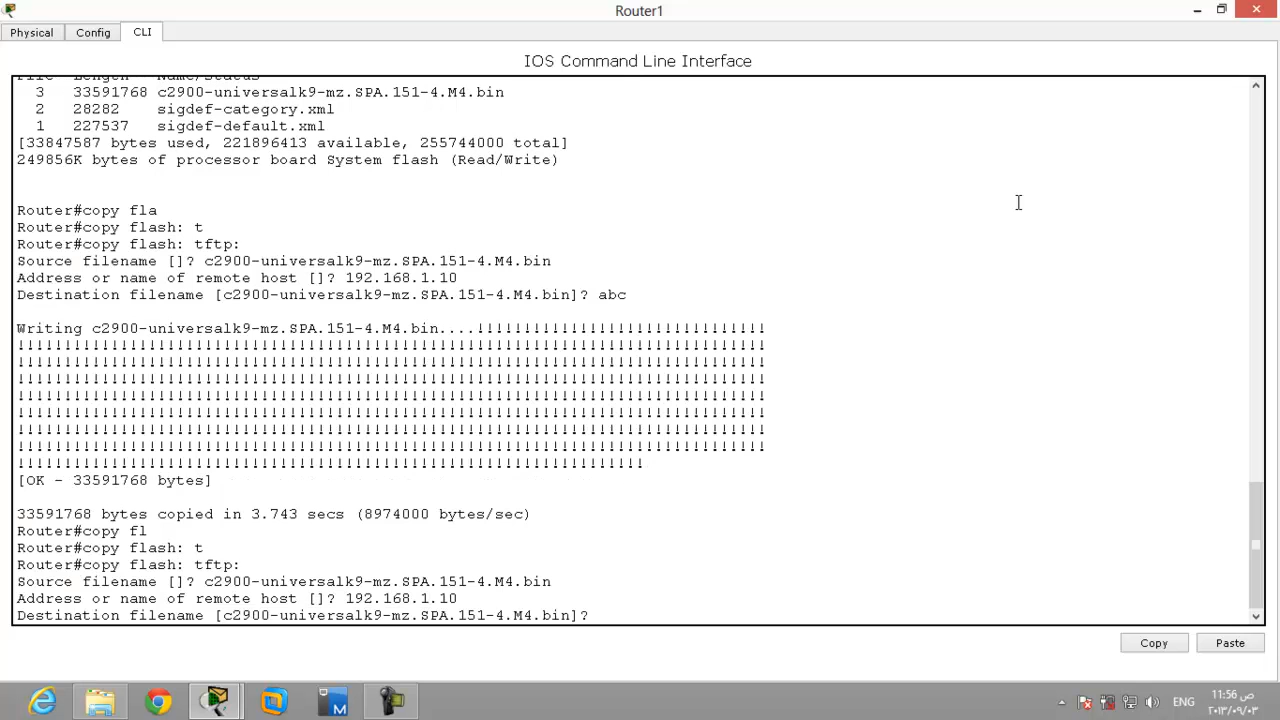 Router1
Physical Config CLI
IOS Command Line Interface
File Length Name/status
3 33591768 c2900-universalk9-mz.SPA.151-4.M4.bin
2 28282 sigdef-category.xml
1 227537 sigdef-default.xml
[33847587 bytes used, 221896413 available, 255744000 total]
249856K bytes of processor board System flash (Read/Write)
Router#copy fla
Router#copy flash: t
Router#copy flash: tftp:
Source filename []? c2900-universalk9-mz.SPA.151-4.M4.bin
Address or name of remote host []? 192.168.1.10
Destination filename [c2900-universalk9-mz.SPA.151-4.M4.bin]? abc
Writing c2900-universalk9-mz.SPA.151-4.M4.bin....!!!!!!!!!!!!!!!!!!!!!!!!!!!!!!!
!!!!!!!!!!!!!!!!!!!!!!!!!!!!!!!!!!!!!!!!!!!!!!!!!!!!!!!!!!!!!!!!!!!!!!!!!!!!!!!!
!!!!!!!!!!!!!!!!!!!!!!!!!!!!!!!!!!!!!!!!!!!!!!!!!!!!!!!!!!!!!!!!!!!!!!!!!!!!!!!!
!!!!!!!!!!!!!!!!!!!!!!!!!!!!!!!!!!!!!!!!!!!!!!!!!!!!!!!!!!!!!!!!!!!!!!!!!!!!!!!!
!!!!!!!!!!!!!!!!!!!!!!!!!!!!!!!!!!!!!!!!!!!!!!!!!!!!!!!!!!!!!!!!!!!!!!!!!!!!!!!!
!!!!!!!!!!!!!!!!!!!!!!!!!!!!!!!!!!!!!!!!!!!!!!!!!!!!!!!!!!!!!!!!!!!!!!!!!!!!!!!!
!!!!!!!!!!!!!!!!!!!!!!!!!!!!!!!!!!!!!!!!!!!!!!!!!!!!!!!!!!!!!!!!!!!!!!!!!!!!!!!!
!!!!!!!!!!!!!!!!!!!!!!!!!!!!!!!!!!!!!!!!!!!!!!!!!!!!!!!!!!!!!!!!!!!!!!!!!!!!!!!!
!!!!!!!!!!!!!!!!!!!!!!!!!!!!!!!!!!!!!!!!!!!!!!!!!!!!!!!!!!!!!!!!!!!
[OK - 33591768 bytes]
33591768 bytes copied in 3.743 secs (8974000 bytes/sec)
Router#copy fl
Router#copy flash: t
Router#copy flash: tftp:
Source filename []? c2900-universalk9-mz.SPA.151-4.M4.bin
Address or name of remote host []? 192.168.1.10
Destination filename [c2900-universalk9-mz.SPA.151-4.M4.bin]?
Copy Paste
ENG
11:56 ص
٢٠١٣/٠٩/٠٣